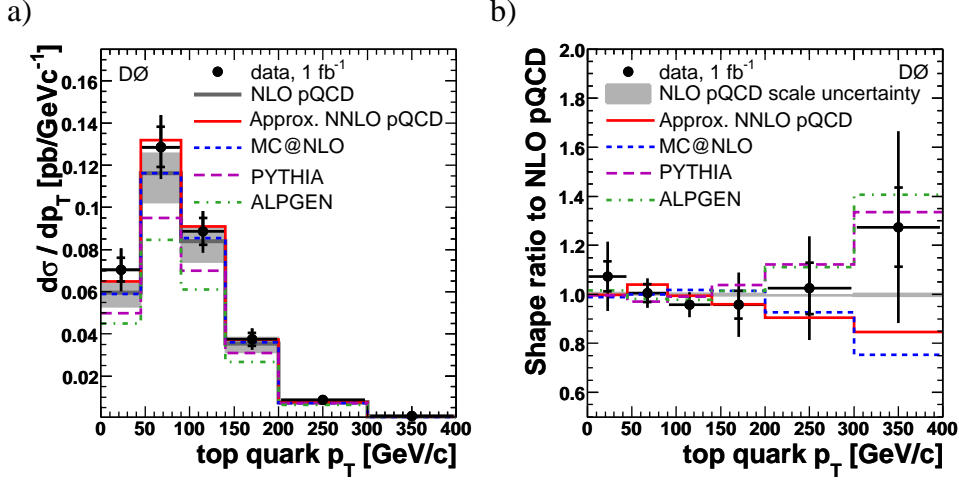 a)
dσ / dp_T [pb/GeVc⁻¹]
0.16
0.14
0.12
0.10
0.08
0.06
0.04
0.02
DØ
data, 1 fb⁻¹
NLO pQCD
Approx. NNLO pQCD
MC@NLO
PYTHIA
ALPGEN
0 50 100 150 200 250 300 350 400
top quark p_T [GeV/c]
b)
Shape ratio to NLO pQCD
2.0
1.8
1.6
1.4
1.2
1.0
0.8
0.6
data, 1 fb⁻¹ DØ
NLO pQCD scale uncertainty
Approx. NNLO pQCD
MC@NLO
PYTHIA
ALPGEN
0 50 100 150 200 250 300 350 400
top quark p_T [GeV/c]